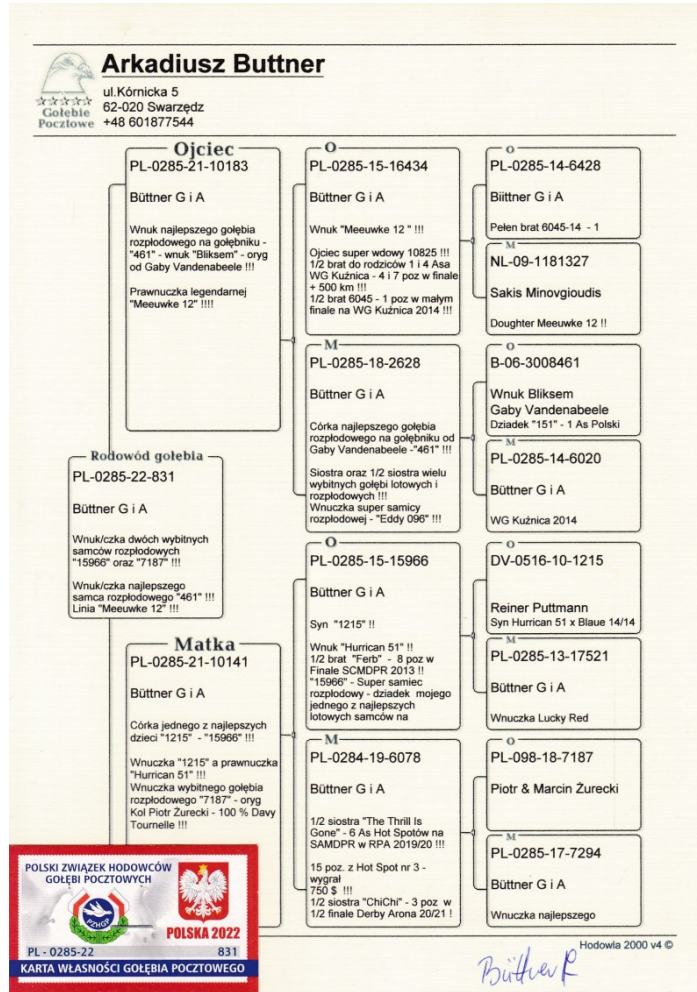 Arkadiusz Buttner
ul.Kórnicka 5
62-020 Swarzędz
+48 601877544
Gołebie
Pocztowe
Ojciec
PL-0285-21-10183
Büttner G i A
Wnuk najlepszego gołębia
rozpłodowego na gołębniku -
"461" - wnuk "Bliksem" - oryg
od Gaby Vandenabeele !!!
Prawnuczka legendarnej
"Meeuwke 12" !!!!
O
PL-0285-15-16434
Büttner G i A
Wnuk "Meeuwke 12 " !!!
Ojciec super wdowy 10825 !!!
1/2 brat do rodziców 1 i 4 Asa
WG Kuźnica - 4 i 7 poz w finale
+ 500 km !!!
1/2 brat 6045 - 1 poz w małym
finale na WG Kuźnica 2014 !!!
O
PL-0285-14-6428
Biittner G i A
Pełen brat 6045-14 - 1
M
NL-09-1181327
Sakis Minovgioudis
Doughter Meeuwke 12 !!
M
PL-0285-18-2628
Büttner G i A
Córka najlepszego gołębia
rozpłodowego na gołębniku od
Gaby Vandenabeele -"461" !!!
Siostra oraz 1/2 siostra wielu
wybitnych gołębi lotowych i
rozpłodowych !!!
Wnuczka super samicy
rozpłodowej - "Eddy 096" !!!
O
B-06-3008461
Wnuk Bliksem
Gaby Vandenabeele
Dziadek "151" - 1 As Polski
M
PL-0285-14-6020
Büttner G i A
WG Kuźnica 2014
Rodowód gołębia
PL-0285-22-831
Büttner G i A
Wnuk/czka dwóch wybitnych
samców rozpłodowych
"15966" oraz "7187" !!!
Wnuk/czka najlepszego
samca rozpłodowego "461" !!!
Linia "Meeuwke 12" !!!
Matka
PL-0285-21-10141
Büttner G i A
Córka jednego z najlepszych
dzieci "1215" - "15966" !!!
Wnuczka "1215" a prawnuczka
"Hurrican 51" !!!
Wnuczka wybitnego gołębia
rozpłodowego "7187" - oryg
Kol Piotr Żurecki - 100 % Davy
Tournelle !!!
O
PL-0285-15-15966
Büttner G i A
Syn "1215" !!
Wnuk "Hurrican 51" !!
1/2 brat "Ferb" - 8 poz w
Finale SCMDPR 2013 !!
"15966" - Super samiec
rozpłodowy - dziadek mojego
jednego z najlepszych
lotowych samców na
O
DV-0516-10-1215
Reiner Puttmann
Syn Hurrican 51 x Blaue 14/14
M
PL-0285-13-17521
Büttner G i A
Wnuczka Lucky Red
M
PL-0284-19-6078
Büttner G i A
1/2 siostra "The Thrill Is
Gone" - 6 As Hot Spotów na
SAMDPR w RPA 2019/20 !!!
15 poz. z Hot Spot nr 3 -
wygrał
750 $ !!!
1/2 siostra "ChiChi" - 3 poz w
1/2 finale Derby Arona 20/21 !
O
PL-098-18-7187
Piotr & Marcin Żurecki
M
PL-0285-17-7294
Büttner G i A
Wnuczka najlepszego
POLSKI ZWIĄZEK HODOWCÓW
GOŁĘBI POCZTOWYCH
PZHGP
POLSKA 2022
PL - 0285-22 831
KARTA WŁASNOŚCI GOŁĘBIA POCZTOWEGO
Hodowla 2000 v4 ©
Büttner R